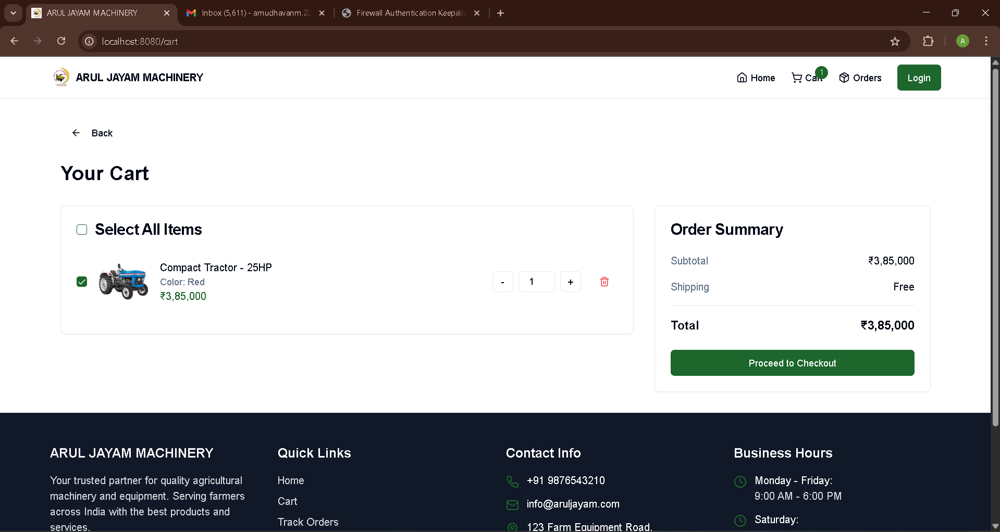 ARUL JAYAM MACHINERY
Inbox (5,611) - amudhavanm.22
Firewall Authentication Keepaliv
localhost:8080/cart
A
ARUL JAYAM MACHINERY
Home
Cart
1
Orders
Login
Back
Your Cart
Select All Items
Compact Tractor - 25HP
Color: Red
₹3,85,000
-
1
+
Order Summary
Subtotal ₹3,85,000
Shipping Free
Total ₹3,85,000
Proceed to Checkout
ARUL JAYAM MACHINERY
Your trusted partner for quality agricultural
machinery and equipment. Serving farmers
across India with the best products and
services.
Quick Links
Home
Cart
Track Orders
Contact Info
+91 9876543210
info@aruljayam.com
123 Farm Equipment Road,
Business Hours
Monday - Friday:
9:00 AM - 6:00 PM
Saturday: